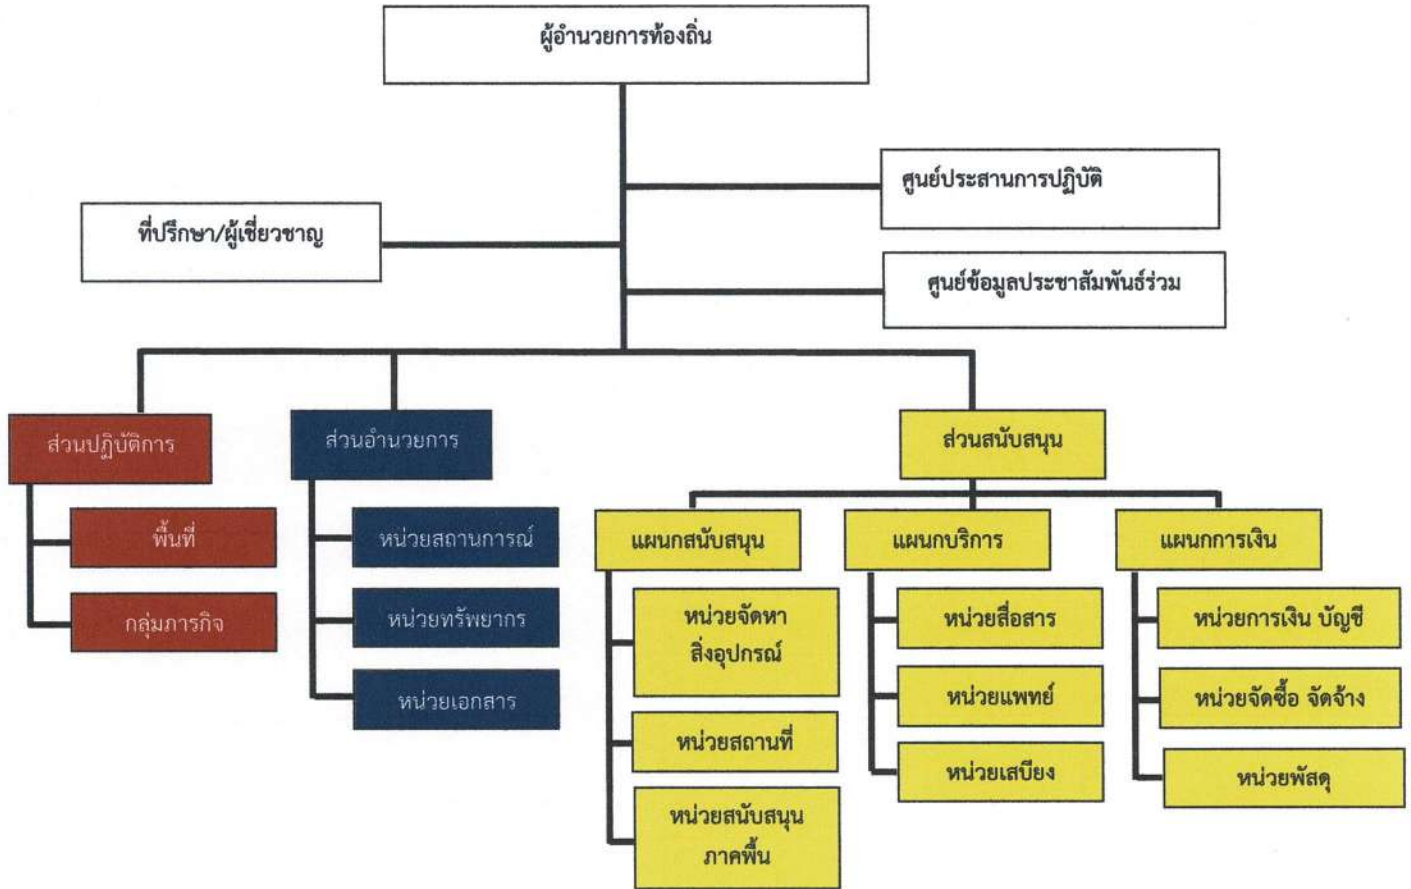 ผู้อำนวยการท้องถิ่น
ศูนย์ประสานการปฏิบัติ
ที่ปรึกษา/ผู้เชี่ยวชาญ
ศูนย์ข้อมูลประชาสัมพันธ์ร่วม
ส่วนปฏิบัติการ
พื้นที่
กลุ่มภารกิจ
ส่วนอำนวยการ
หน่วยสถานการณ์
หน่วยทรัพยากร
หน่วยเอกสาร
ส่วนสนับสนุน
แผนกสนับสนุน
หน่วยจัดหา
สิ่งอุปกรณ์
หน่วยสถานที่
หน่วยสนับสนุน
ภาคพื้น
แผนกบริการ
หน่วยสื่อสาร
หน่วยแพทย์
หน่วยเสบียง
แผนกการเงิน
หน่วยการเงิน บัญชี
หน่วยจัดซื้อ จัดจ้าง
หน่วยพัสดุ